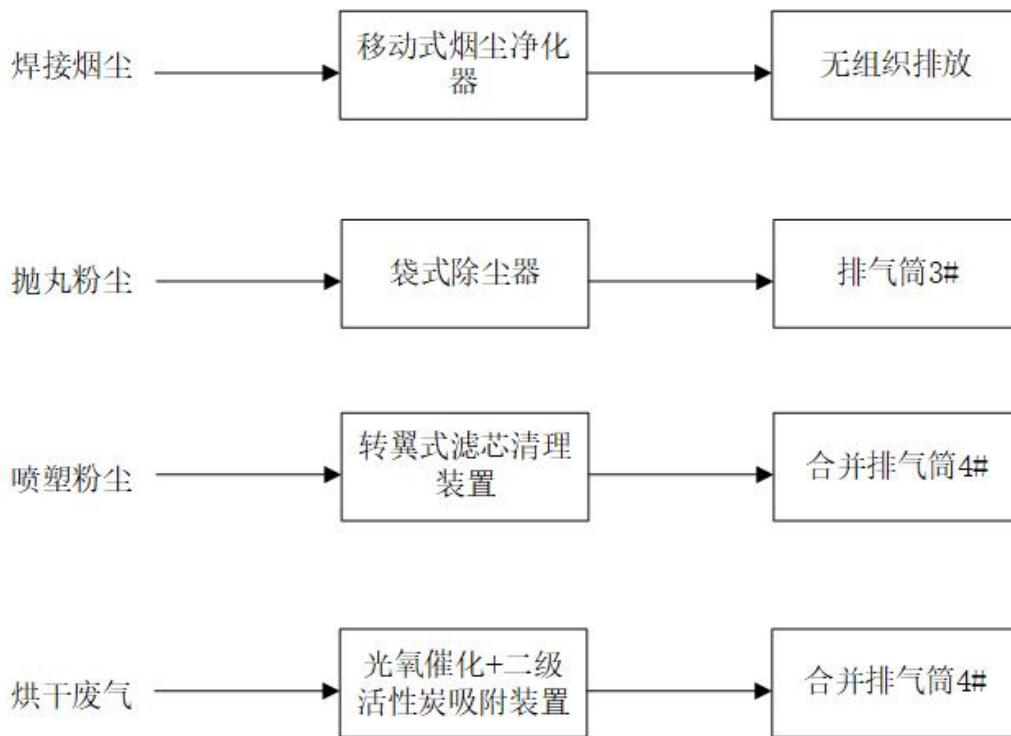 焊接烟尘
移动式烟尘净化
器
无组织排放
抛丸粉尘
袋式除尘器
排气筒3#
喷塑粉尘
转翼式滤芯清理
装置
合并排气筒4#
烘干废气
光氧催化+二级
活性炭吸附装置
合并排气筒4#